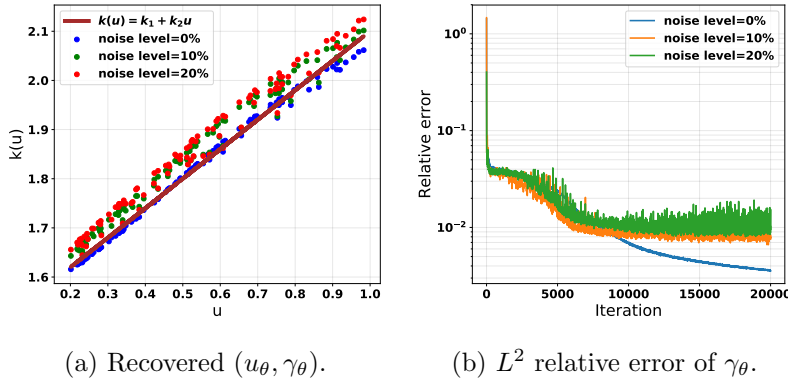 k(u) = k₁ + k₂u
noise level=0%
noise level=10%
noise level=20%
k(u)
2.1
2.0
1.9
1.8
1.7
1.6
0.2 0.3 0.4 0.5 0.6 0.7 0.8 0.9 1.0
u
(a) Recovered (u_θ, γ_θ).
noise level=0%
noise level=10%
noise level=20%
Relative error
10⁰
10⁻¹
10⁻²
0 5000 10000 15000 20000
Iteration
(b) L² relative error of γ_θ.